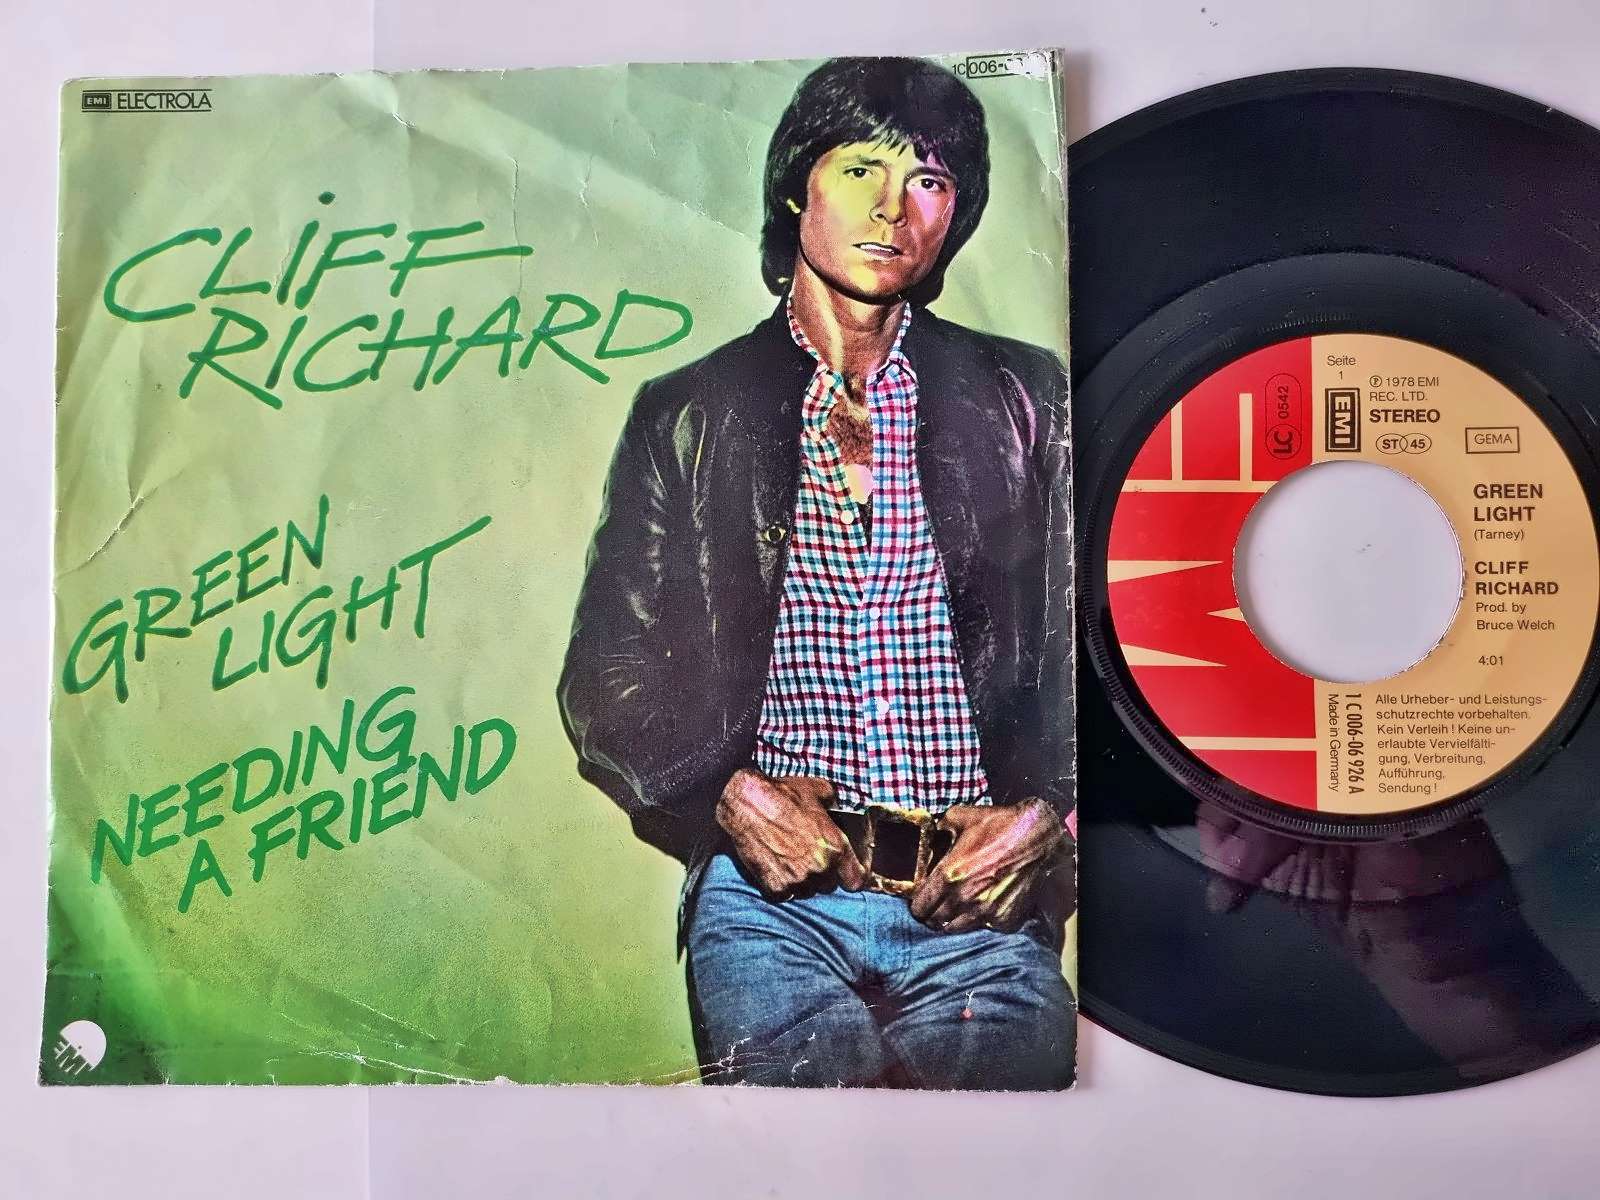 EMI ELECTROLA
1C 006-
CLIFF
RICHARD
GREEN
LIGHT
NEEDING
A FRIEND
EMI
EMI
LC 0542
Seite
1
EMI
℗ 1978 EMI
REC. LTD.
STEREO
ST 45
GEMA
GREEN
LIGHT
(Tarney)
CLIFF
RICHARD
Prod. by
Bruce Welch
4:01
1 C 006-06 926 A
Made in Germany
Alle Urheber- und Leistungs-
schutzrechte vorbehalten.
Kein Verleih! Keine un-
erlaubte Vervielfälti-
gung, Verbreitung,
Aufführung,
Sendung!